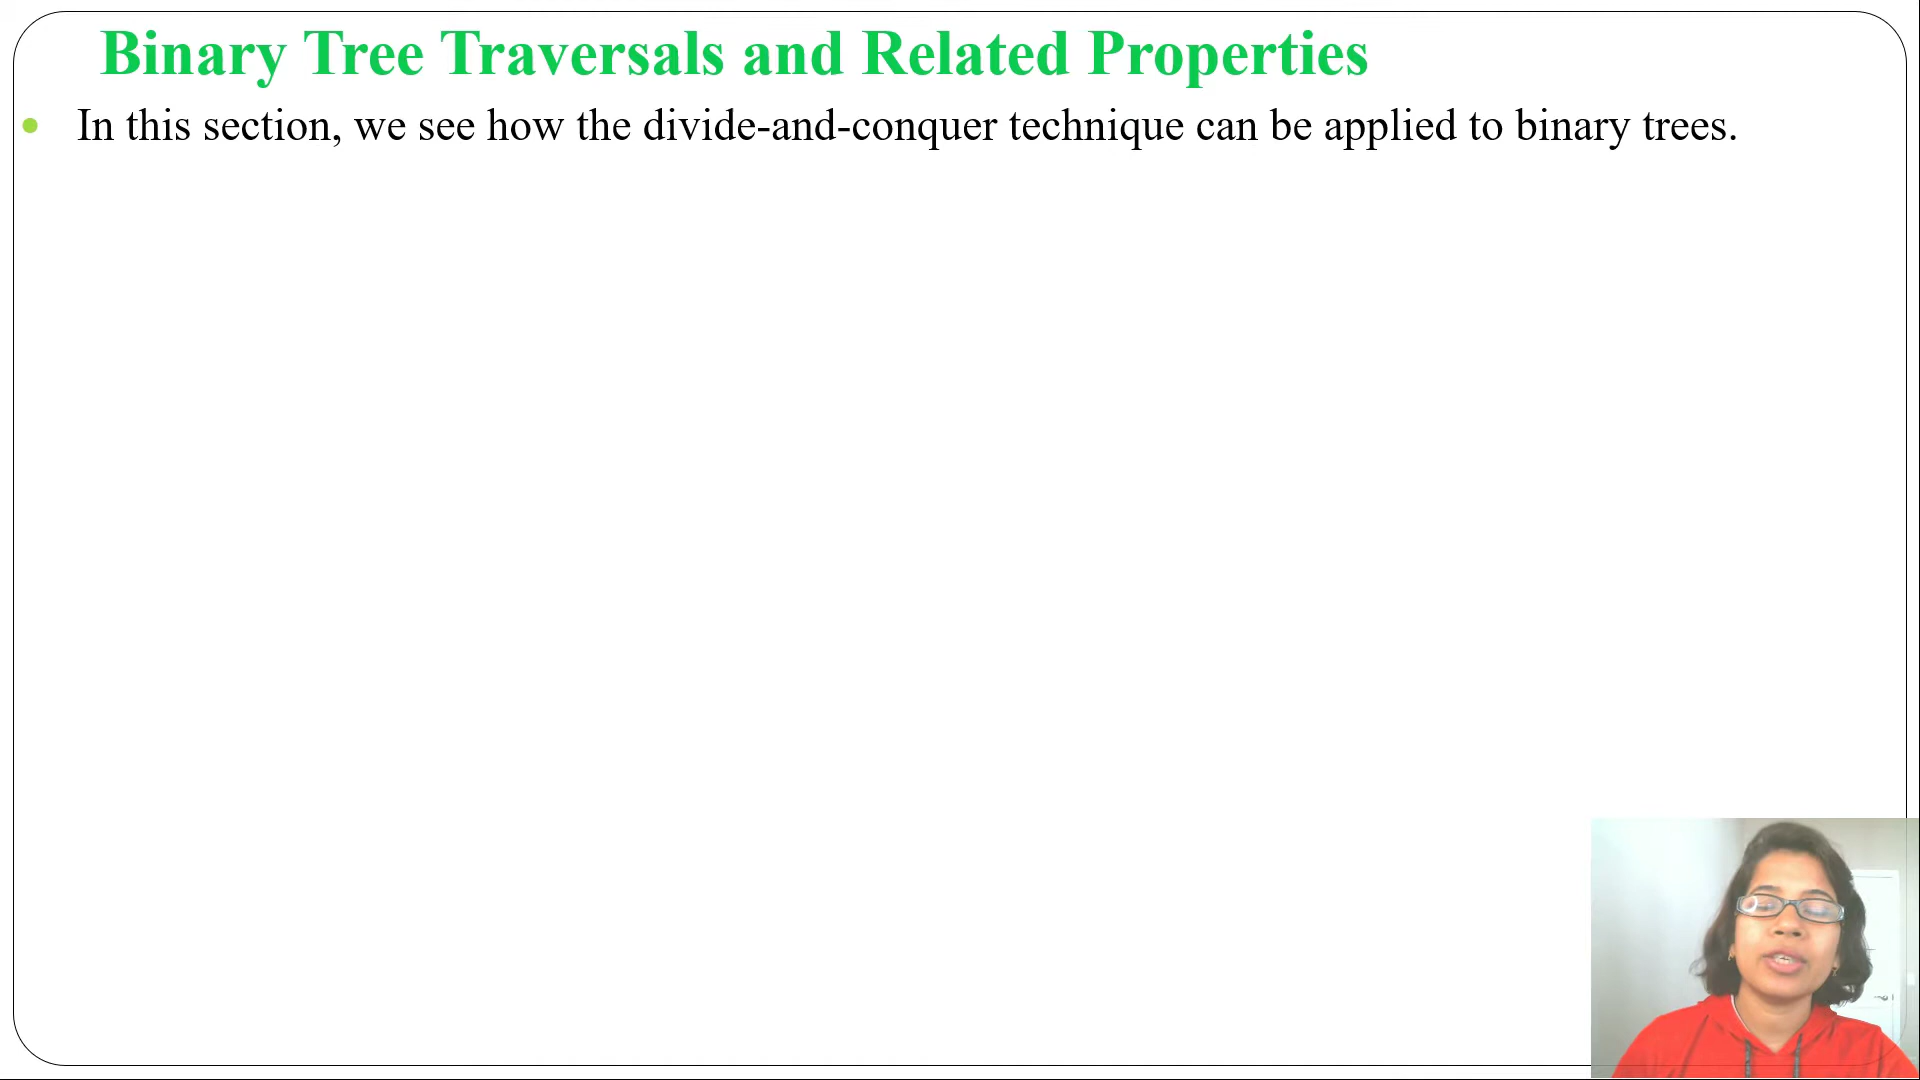 Binary Tree Traversals and Related Properties
In this section, we see how the divide-and-conquer technique can be applied to binary trees.